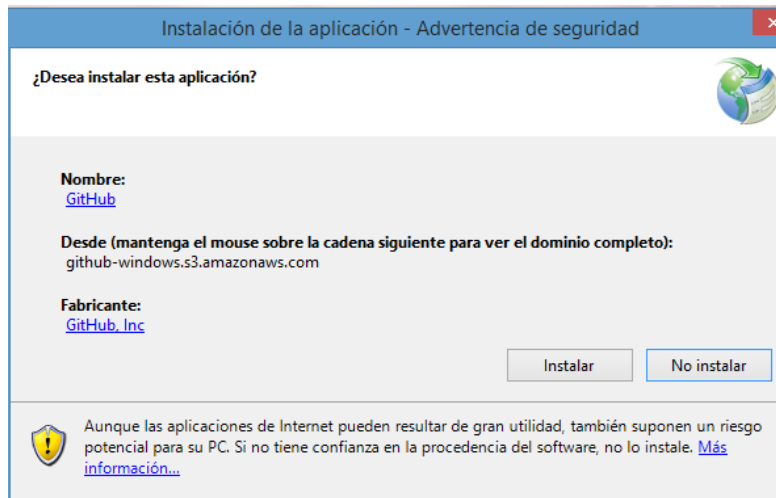 Instalación de la aplicación - Advertencia de seguridad
¿Desea instalar esta aplicación?
Nombre:
GitHub
Desde (mantenga el mouse sobre la cadena siguiente para ver el dominio completo):
github-windows.s3.amazonaws.com
Fabricante:
GitHub, Inc
Instalar
No instalar
Aunque las aplicaciones de Internet pueden resultar de gran utilidad, también suponen un riesgo
potencial para su PC. Si no tiene confianza en la procedencia del software, no lo instale. Más
información...